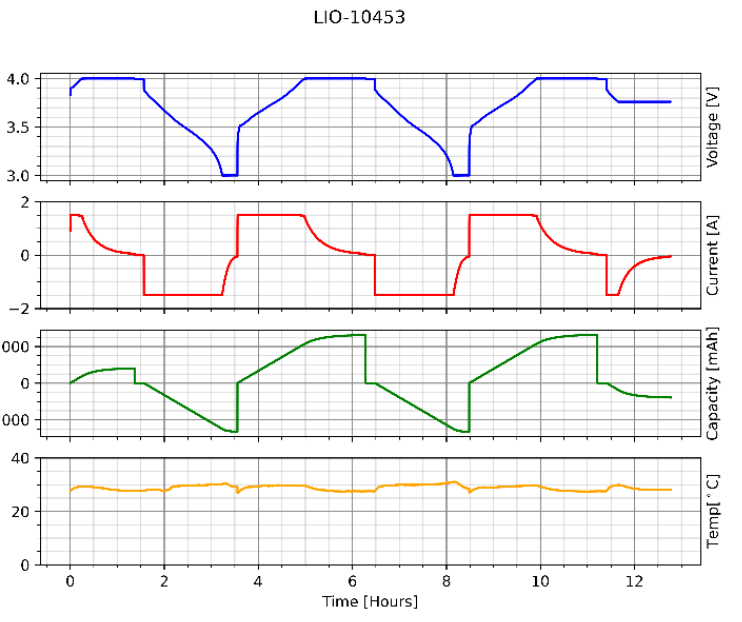 LIO-10453
4.0
3.5
3.0
Voltage [V]
2
0
−2
Current [A]
000
0
000
Capacity [mAh]
40
20
0
Temp[°C]
0 2 4 6 8 10 12
Time [Hours]